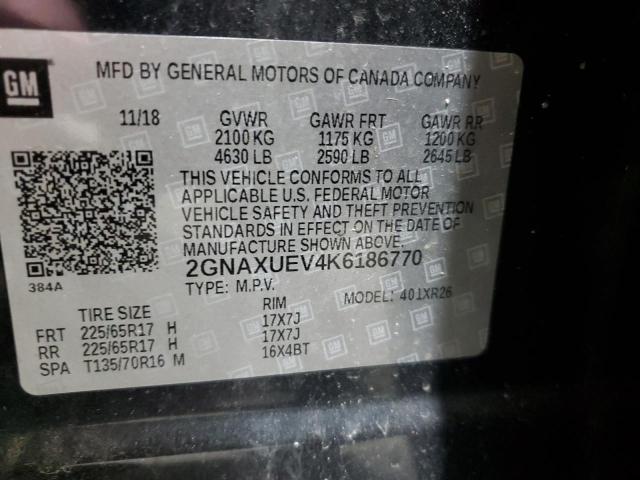 GM
MFD BY GENERAL MOTORS OF CANADA COMPANY
11/18 GVWR GAWR FRT GAWR RR
2100 KG 1175 KG 1200 KG
4630 LB 2590 LB 2645 LB
THIS VEHICLE CONFORMS TO ALL
APPLICABLE U.S. FEDERAL MOTOR
VEHICLE SAFETY AND THEFT PREVENTION
STANDARDS IN EFFECT ON THE DATE
OF MANUFACTURE SHOWN ABOVE.
384A
2GNAXUEV4K6186770
TYPE: M.P.V. MODEL: 401XR26
TIRE SIZE RIM
FRT 225/65R17 H 17X7J
RR 225/65R17 H 17X7J
SPA T135/70R16 M 16X4BT